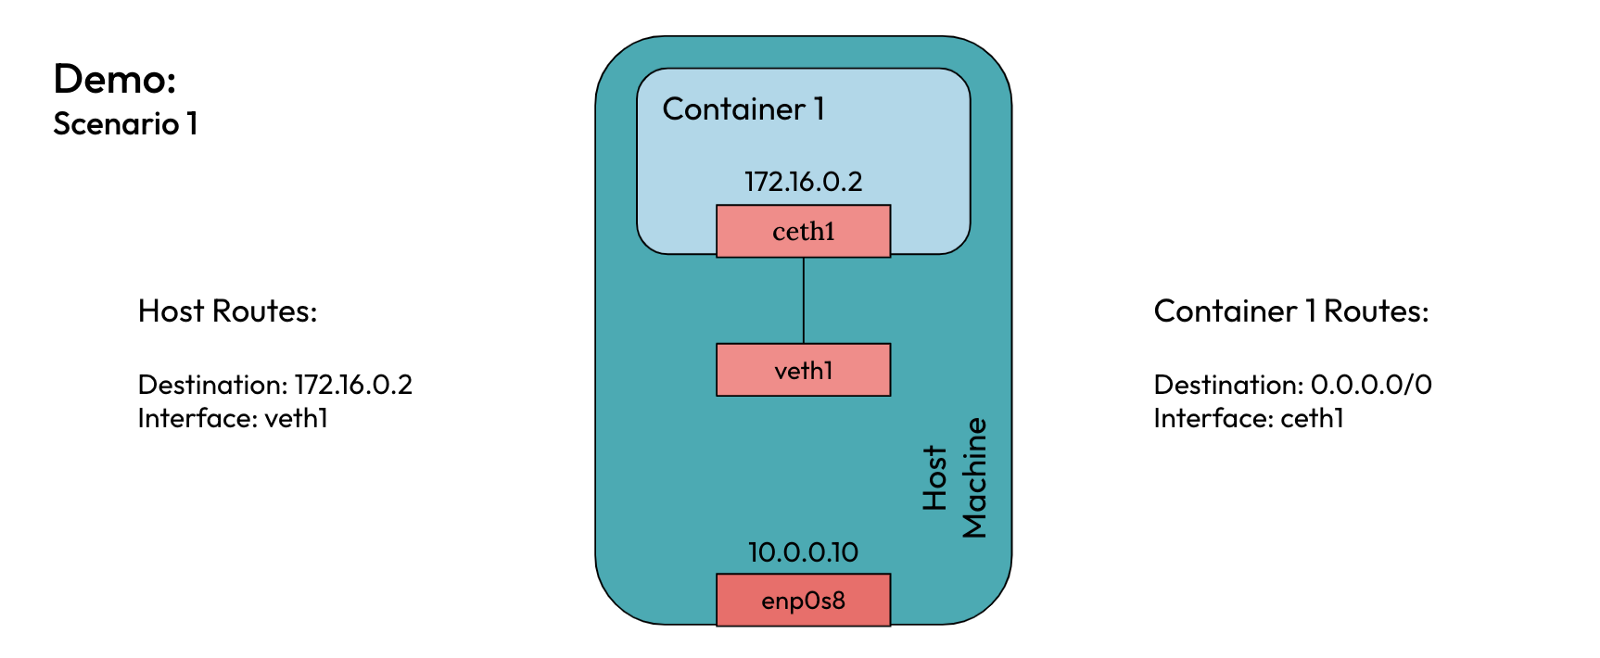 Demo:
Scenario 1
Container 1
172.16.0.2
ceth1
veth1
Host
Machine
10.0.0.10
enp0s8
Host Routes:
Destination: 172.16.0.2
Interface: veth1
Container 1 Routes:
Destination: 0.0.0.0/0
Interface: ceth1